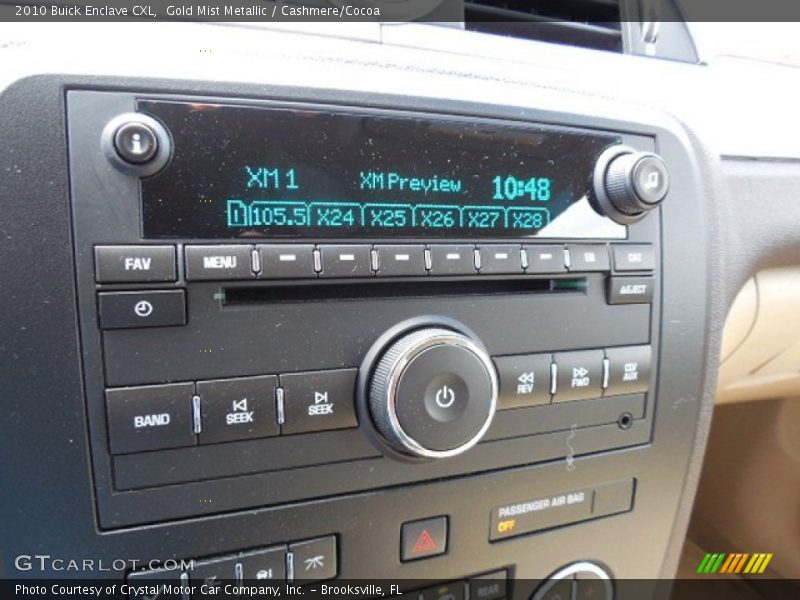 2010 Buick Enclave CXL,  Gold Mist Metallic / Cashmere/Cocoa
XM 1 XM Preview 10:48
1 105.5 X24 X25 X26 X27 X28
FAV MENU
EJECT
BAND SEEK SEEK REV FWD CD/AUX
PASSENGER AIR BAG
OFF
REAR
GTCARLOT.COM
Photo Courtesy of Crystal Motor Car Company, Inc. – Brooksville, FL